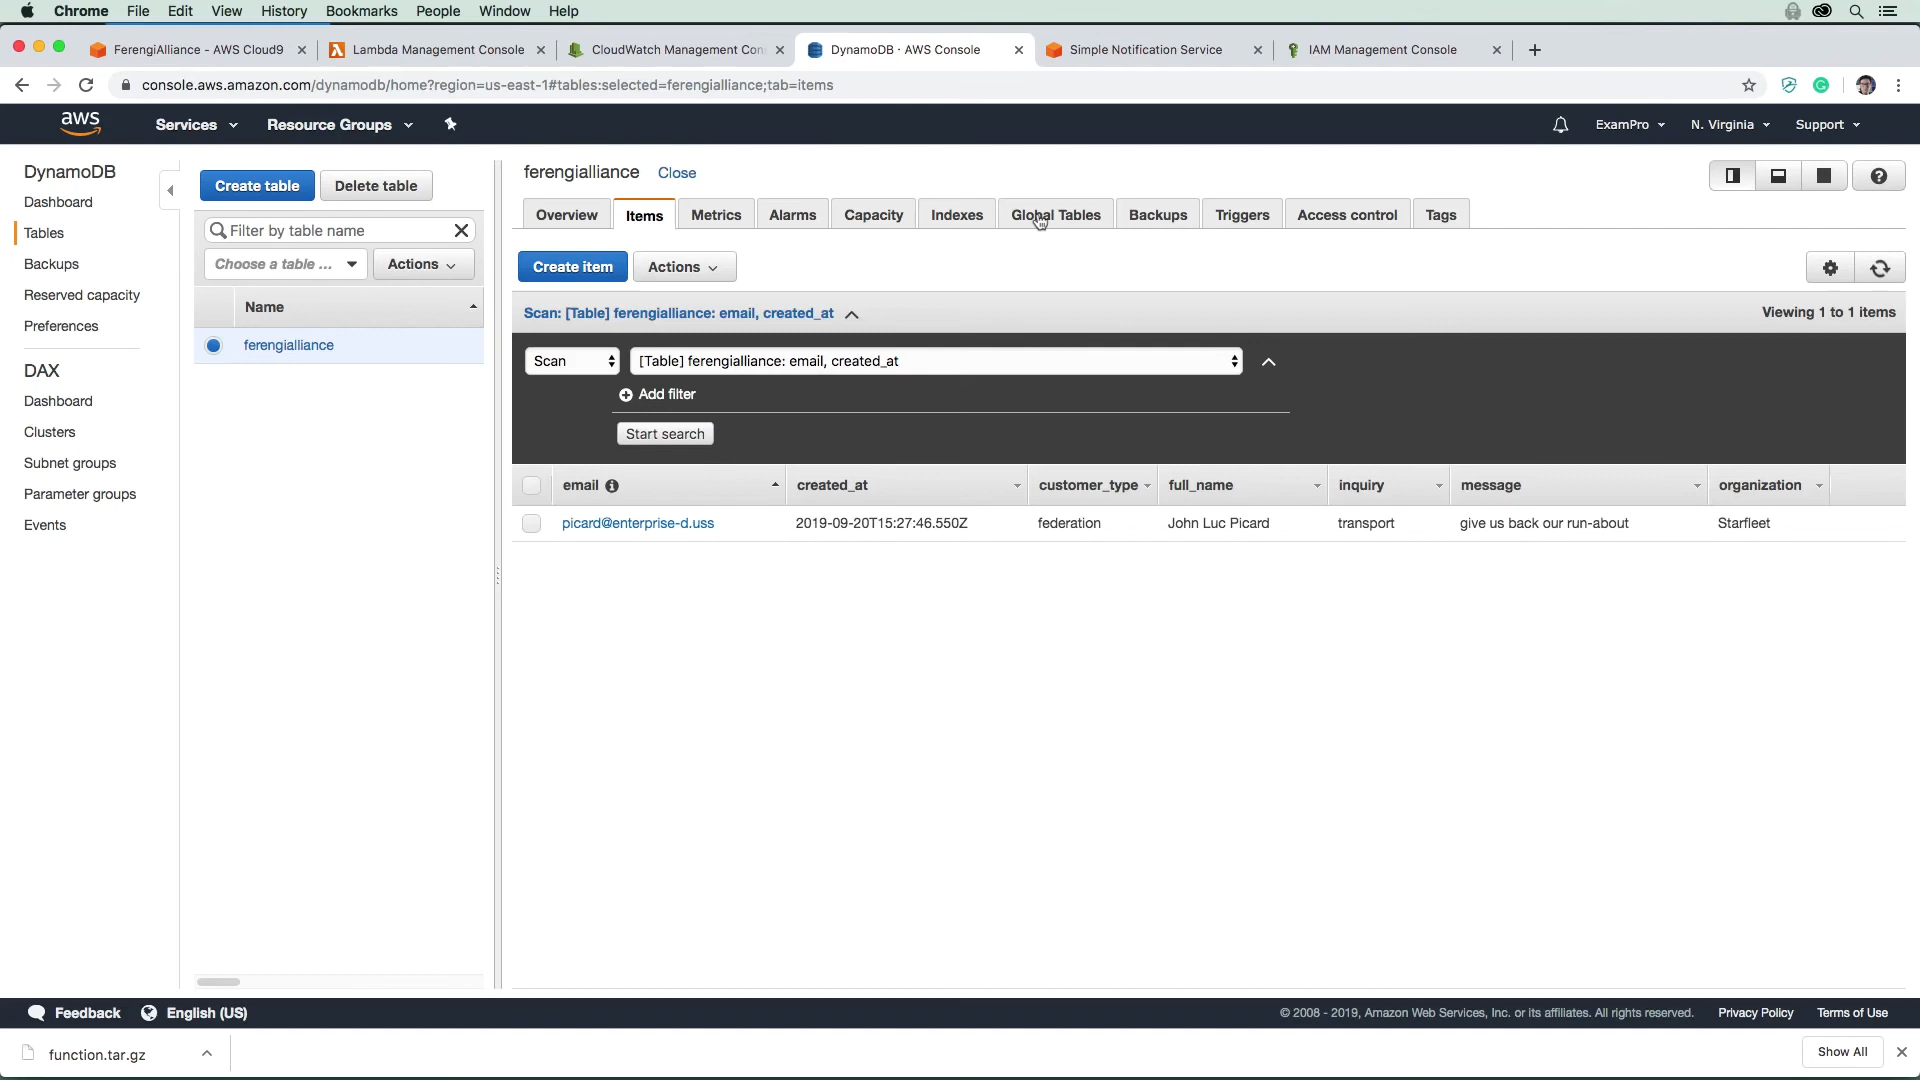 Chrome File Edit View History Bookmarks People Window Help
FerengiAlliance - AWS Cloud9
Lambda Management Console
CloudWatch Management Con
DynamoDB · AWS Console
Simple Notification Service
IAM Management Console
console.aws.amazon.com/dynamodb/home?region=us-east-1#tables:selected=ferengialliance;tab=items
aws Services Resource Groups ExamPro N. Virginia Support
DynamoDB
Dashboard
Tables
Backups
Reserved capacity
Preferences
DAX
Dashboard
Clusters
Subnet groups
Parameter groups
Events
Create table Delete table
Filter by table name
Choose a table ... Actions
Name
ferengialliance
ferengialliance Close
Overview Items Metrics Alarms Capacity Indexes Global Tables Backups Triggers Access control Tags
Create item Actions
Scan: [Table] ferengialliance: email, created_at Viewing 1 to 1 items
Scan [Table] ferengialliance: email, created_at
Add filter
Start search
email created_at customer_type full_name inquiry message organization
picard@enterprise-d.uss 2019-09-20T15:27:46.550Z federation John Luc Picard transport give us back our run-about Starfleet
Feedback English (US) © 2008 - 2019, Amazon Web Services, Inc. or its affiliates. All rights reserved. Privacy Policy Terms of Use
function.tar.gz Show All